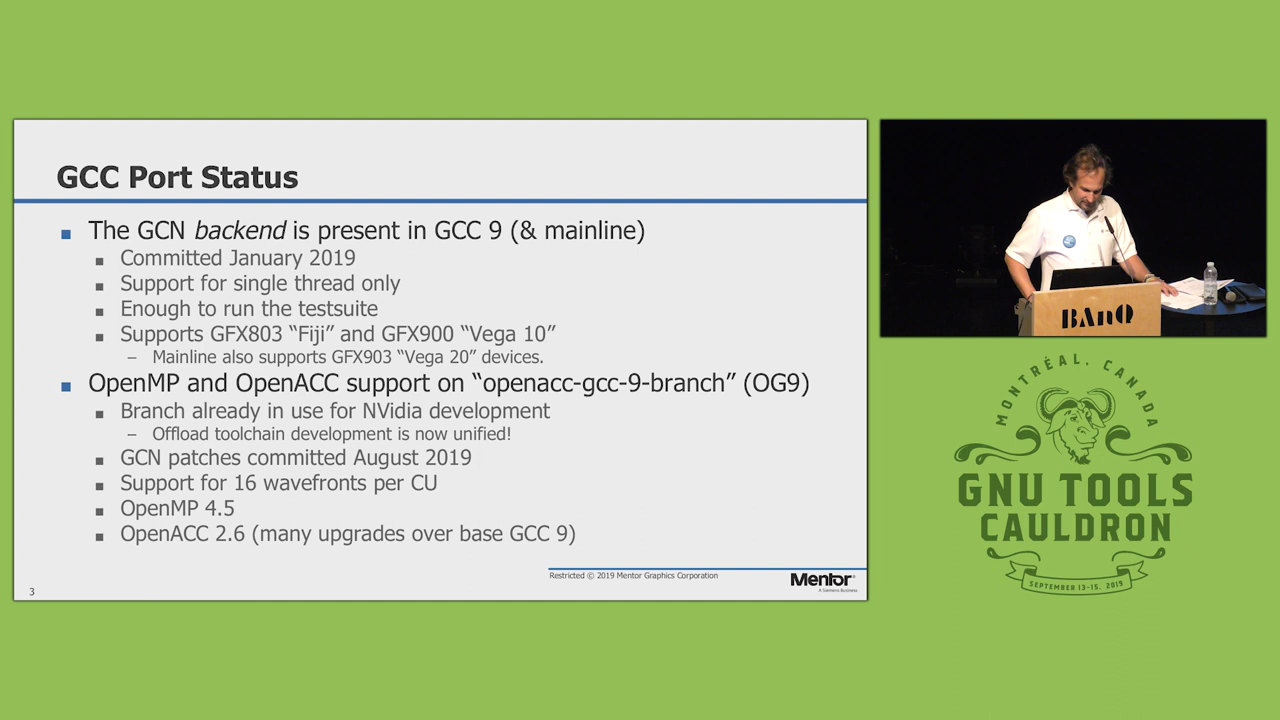 GCC Port Status
The GCN backend is present in GCC 9 (& mainline)
Committed January 2019
Support for single thread only
Enough to run the testsuite
Supports GFX803 “Fiji” and GFX900 “Vega 10”
– Mainline also supports GFX903 “Vega 20” devices.
OpenMP and OpenACC support on “openacc-gcc-9-branch” (OG9)
Branch already in use for NVidia development
– Offload toolchain development is now unified!
GCN patches committed August 2019
Support for 16 wavefronts per CU
OpenMP 4.5
OpenACC 2.6 (many upgrades over base GCC 9)
Restricted © 2019 Mentor Graphics Corporation
Mentor®
A Siemens Business
3
BAnQ
MONTRÉAL, CANADA
GNU TOOLS
CAULDRON
SEPTEMBER 13-15, 2019